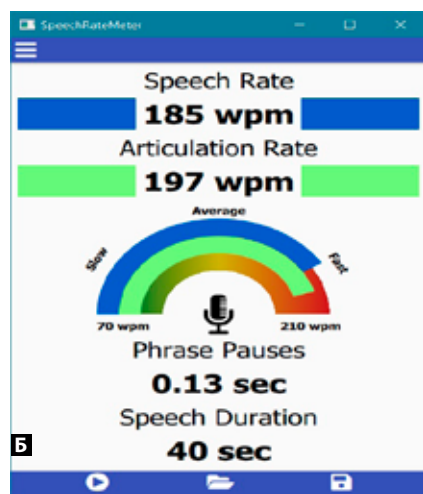 SpeechRateMeter
Speech Rate
185 wpm
Articulation Rate
197 wpm
Average
Slow
Fast
70 wpm
210 wpm
Phrase Pauses
0.13 sec
Speech Duration
Б
40 sec